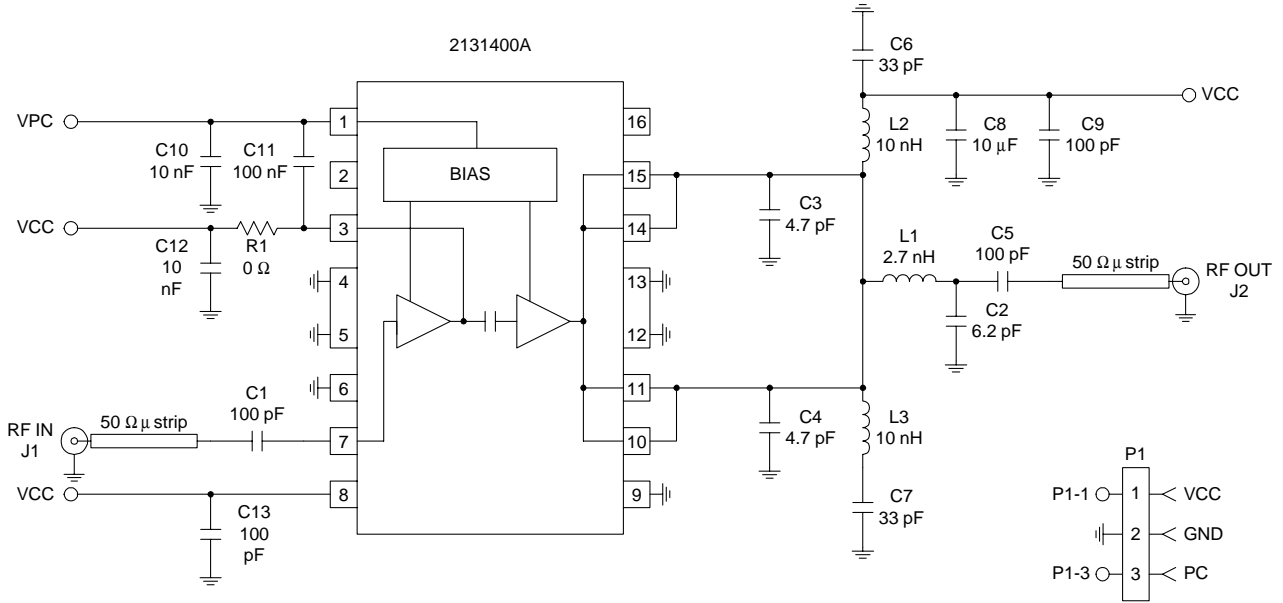 2131400A
C6
33 pF
VPC
1
16
C10
10 nF
C11
100 nF
L2
10 nH
C8
10 µF
C9
100 pF
VCC
2
BIAS
15
VCC
3
14
C3
4.7 pF
C12
10
nF
R1
0 Ω
4
13
L1
2.7 nH
C5
100 pF
50 Ω µ strip
RF OUT
J2
5
12
C2
6.2 pF
6
11
C1
100 pF
RF IN
J1
50 Ω µ strip
7
10
C4
4.7 pF
L3
10 nH
VCC
8
9
C13
100
pF
C7
33 pF
P1
P1-1
1
VCC
2
GND
P1-3
3
PC